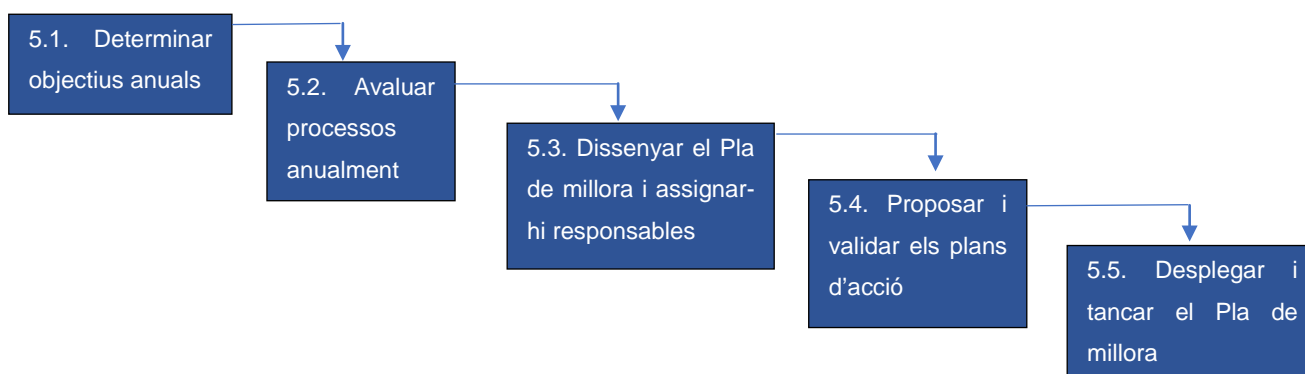 5.1. Determinar
objectius anuals
5.2. Avaluar
processos
anualment
5.3. Dissenyar el Pla
de millora i assignar-
hi responsables
5.4. Proposar i
validar els plans
d’acció
5.5. Desplegar i
tancar el Pla de
millora